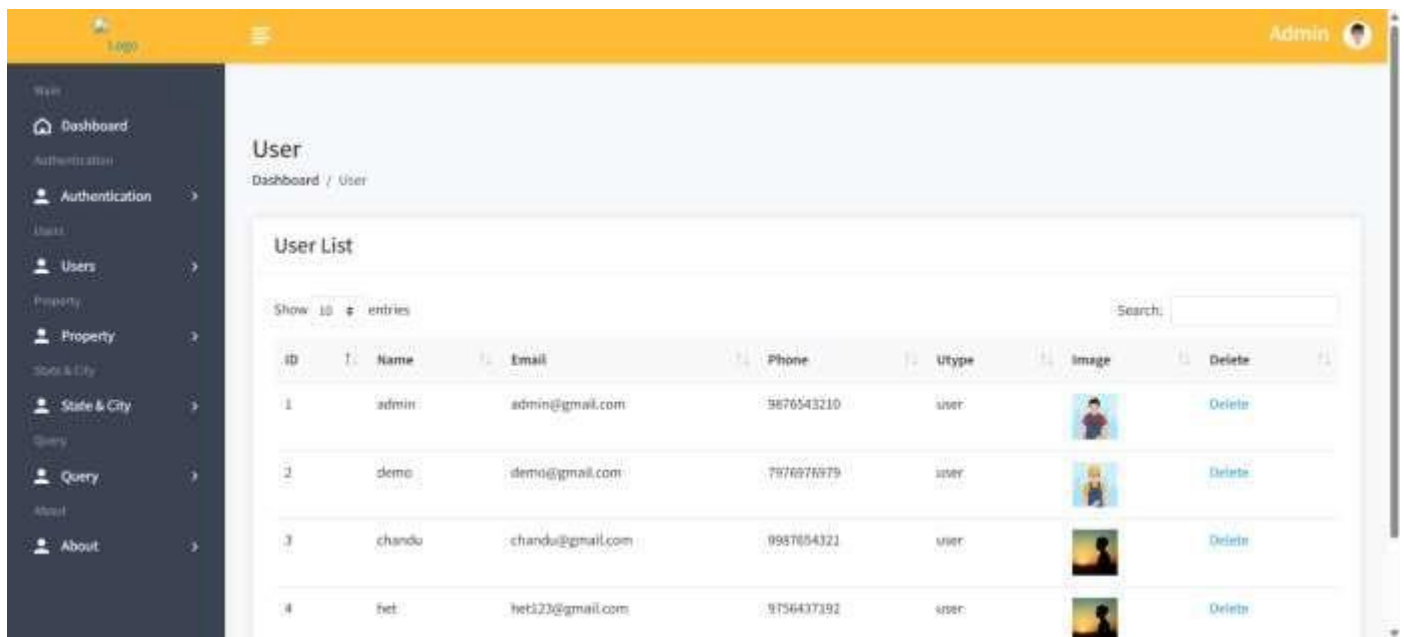 Logo
Admin
Main
Dashboard
Authentication
Authentication
Users
Users
Property
Property
State & City
State & City
Query
Query
About
About
User
Dashboard / User
User List
Show 10 entries
Search:
ID Name Email Phone Utype Image Delete
1 admin admin@gmail.com 9876543210 user Delete
2 demo demo@gmail.com 7976976979 user Delete
3 chandu chandu@gmail.com 9987654321 user Delete
4 het het123@gmail.com 9756437192 user Delete